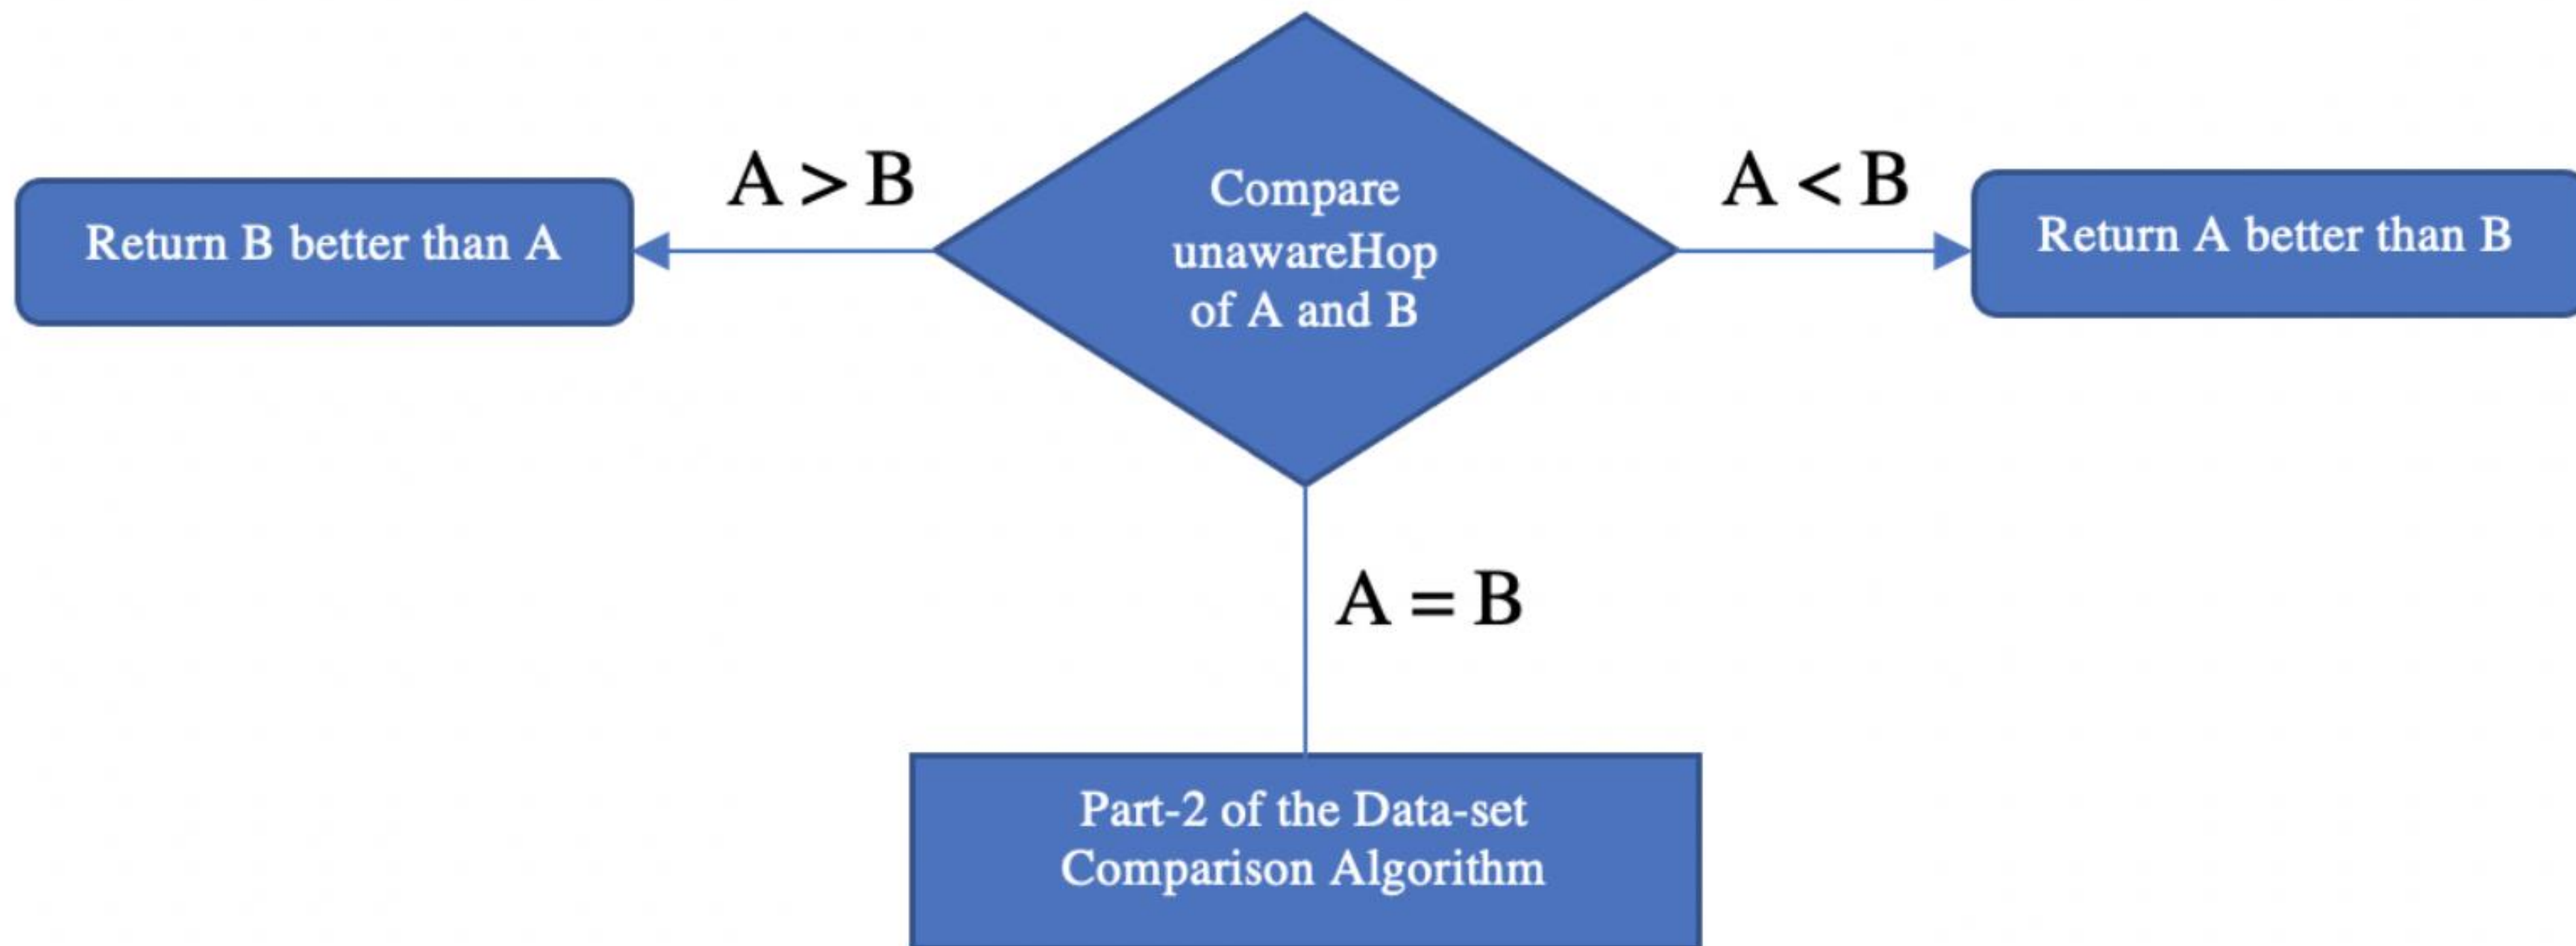 A > B
A < B
Return B better than A
Compare
unawareHop
of A and B
Return A better than B
A = B
Part-2 of the Data-set
Comparison Algorithm